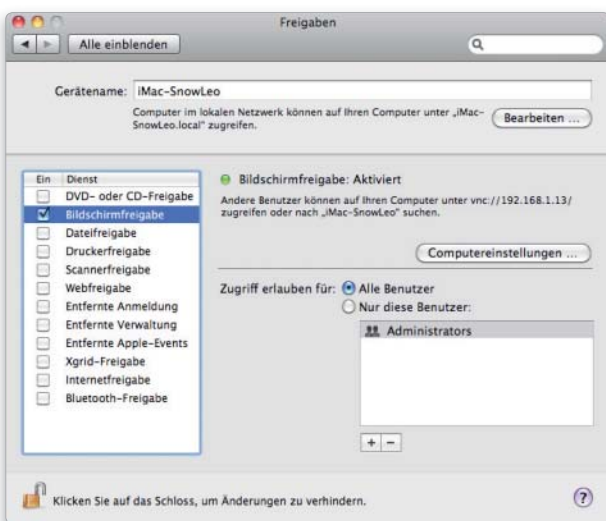 Freigaben
Alle einblenden
Gerätename: iMac-SnowLeo
Computer im lokalen Netzwerk können auf Ihren Computer unter „iMac-
SnowLeo.local“ zugreifen.
Bearbeiten ...
Ein Dienst
DVD- oder CD-Freigabe
Bildschirmfreigabe
Dateifreigabe
Druckerfreigabe
Scannerfreigabe
Webfreigabe
Entfernte Anmeldung
Entfernte Verwaltung
Entfernte Apple-Events
Xgrid-Freigabe
Internetfreigabe
Bluetooth-Freigabe
Bildschirmfreigabe: Aktiviert
Andere Benutzer können auf Ihren Computer unter vnc://192.168.1.13/
zugreifen oder nach „iMac-SnowLeo“ suchen.
Computereinstellungen ...
Zugriff erlauben für: Alle Benutzer
Nur diese Benutzer:
Administrators
+ −
Klicken Sie auf das Schloss, um Änderungen zu verhindern.
?